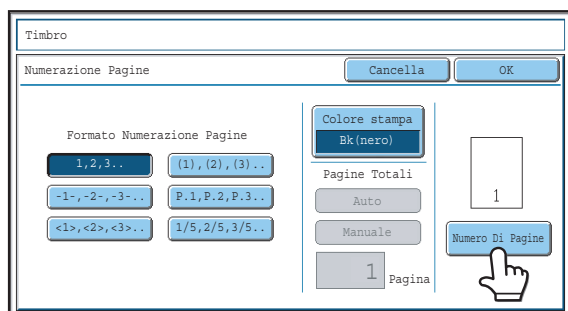 Timbro
Numerazione Pagine
Cancella
OK
Formato Numerazione Pagine
1,2,3..
(1),(2),(3)..
-1-,-2-,-3-..
P.1,P.2,P.3..
<1>,<2>,<3>..
1/5,2/5,3/5..
Colore stampa
Bk(nero)
Pagine Totali
Auto
Manuale
1 Pagina
1
Numero Di Pagine